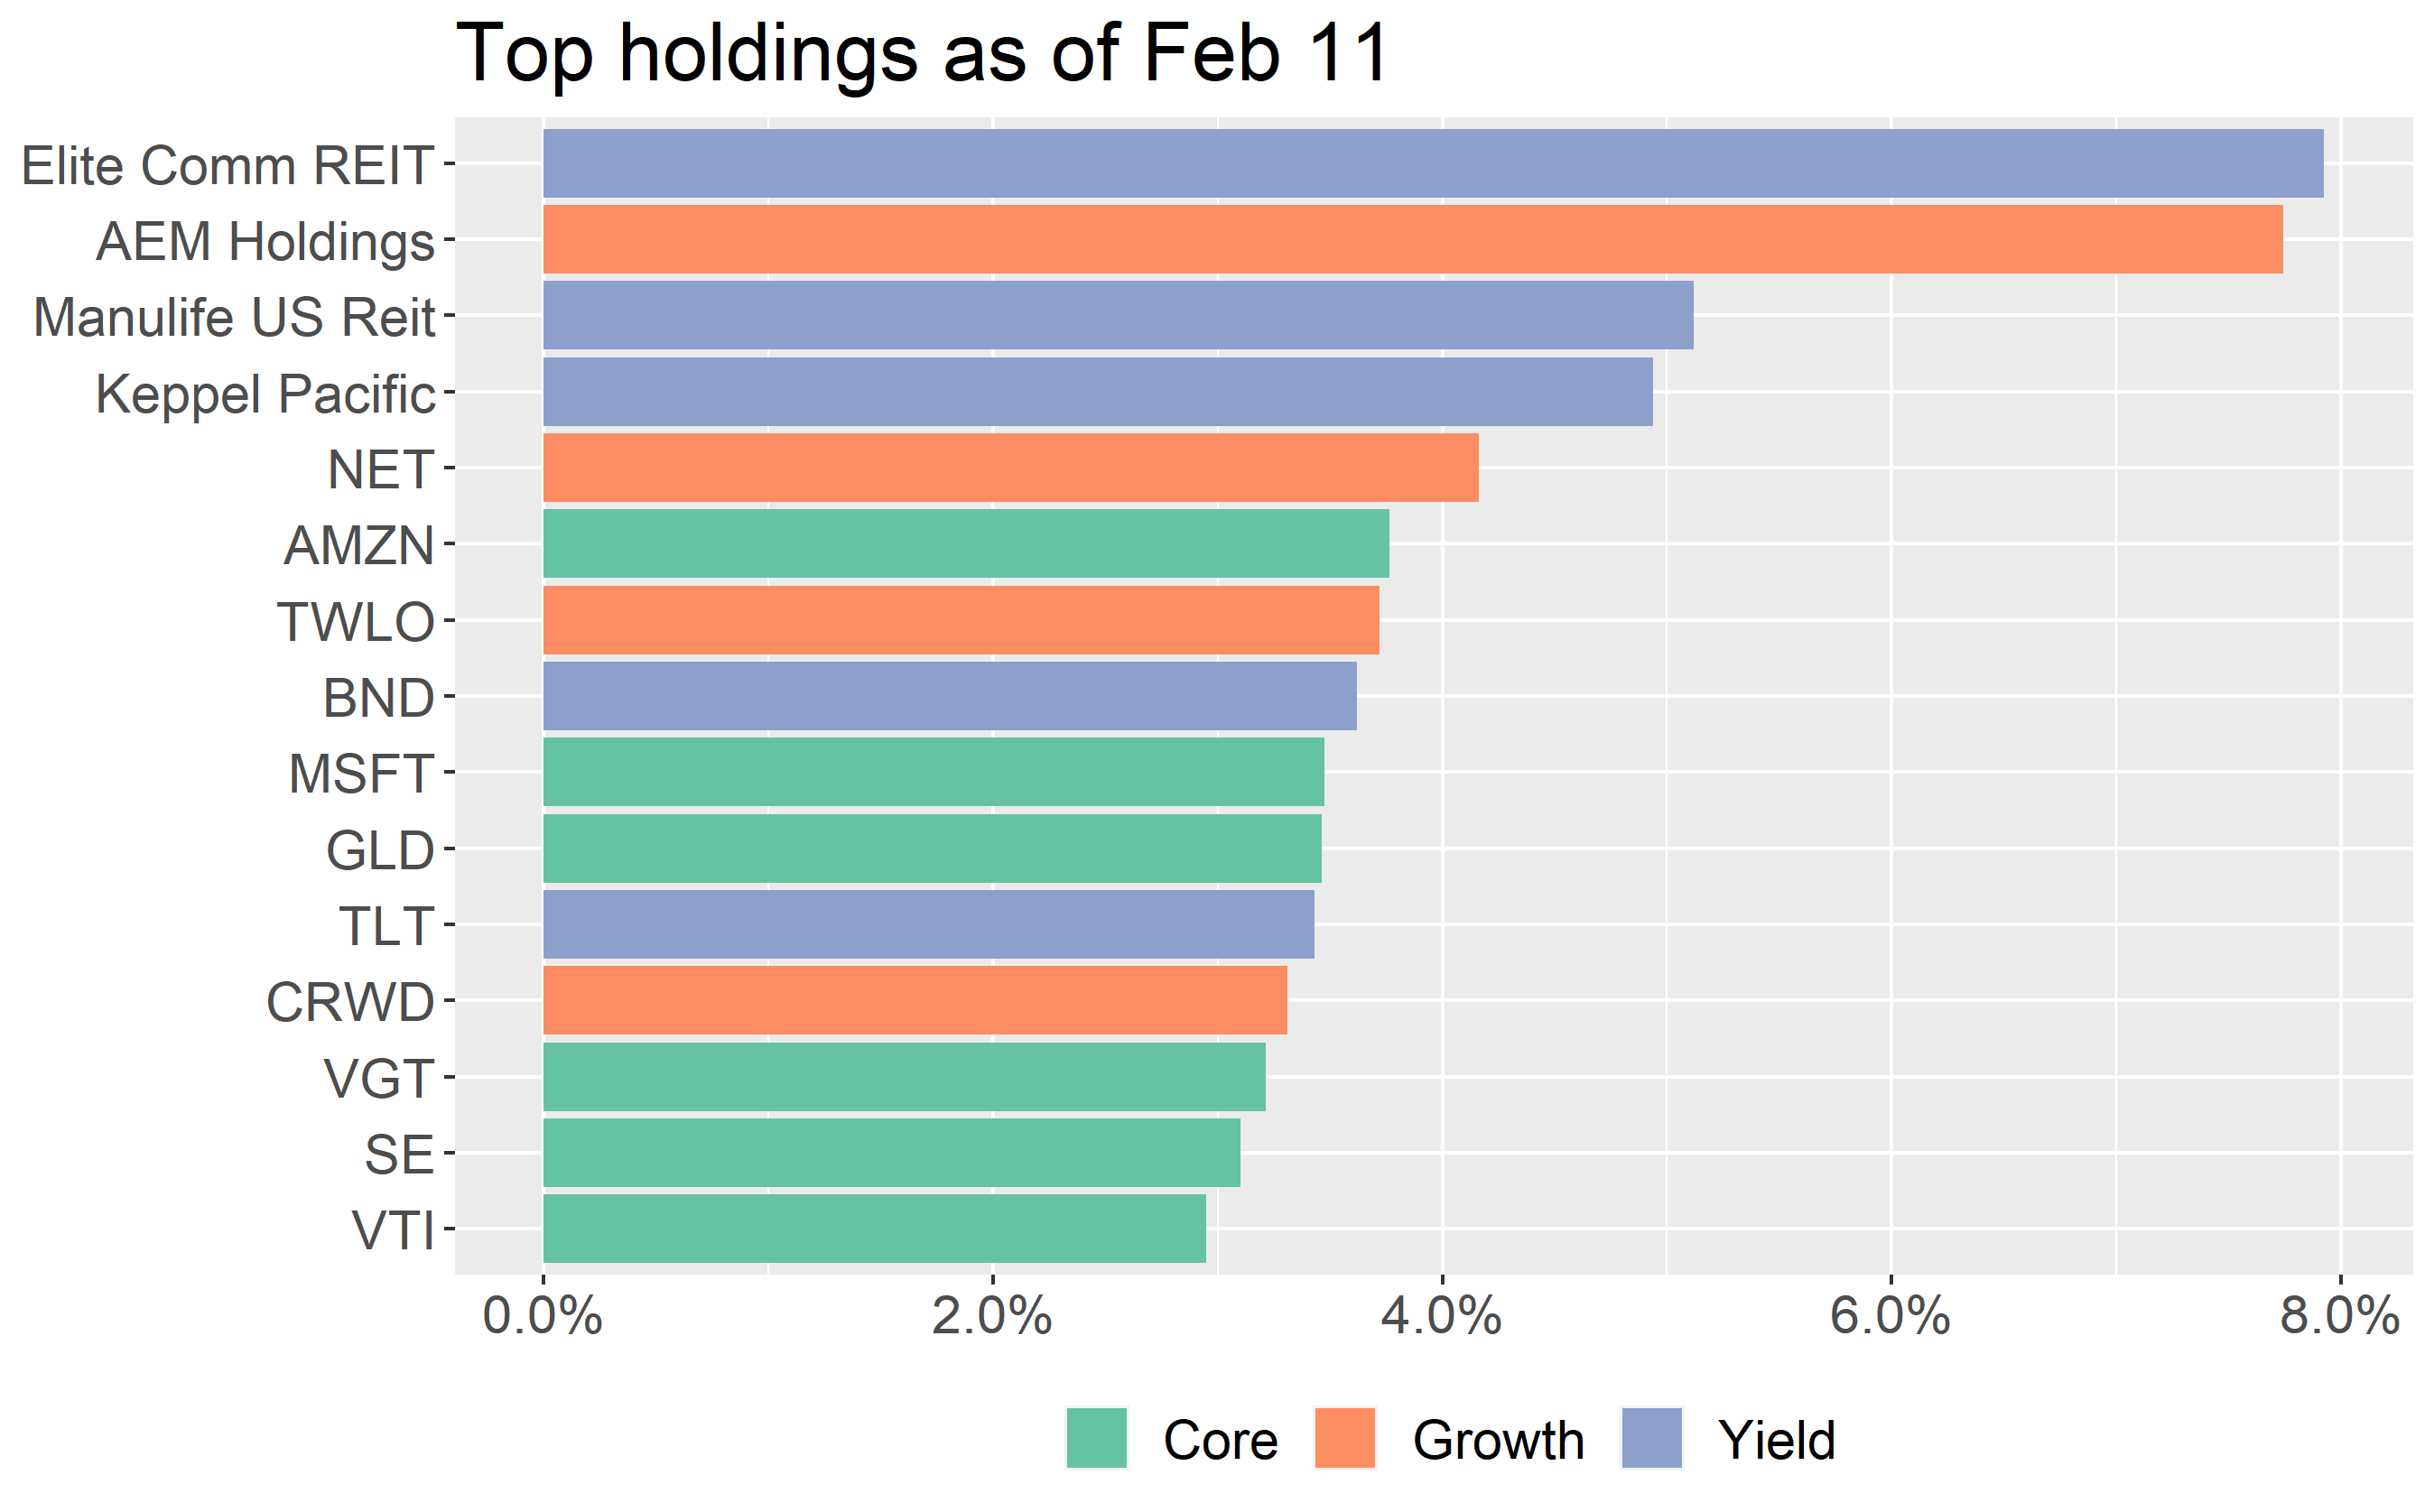 Top holdings as of Feb 11
Elite Comm REIT
AEM Holdings
Manulife US Reit
Keppel Pacific
NET
AMZN
TWLO
BND
MSFT
GLD
TLT
CRWD
VGT
SE
VTI
0.0% 2.0% 4.0% 6.0% 8.0%
Core Growth Yield